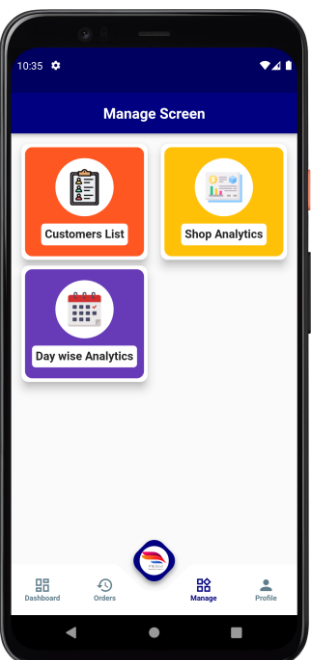 10:35
Manage Screen
Customers List
Shop Analytics
Day wise Analytics
Dashboard
Orders
Manage
Profile